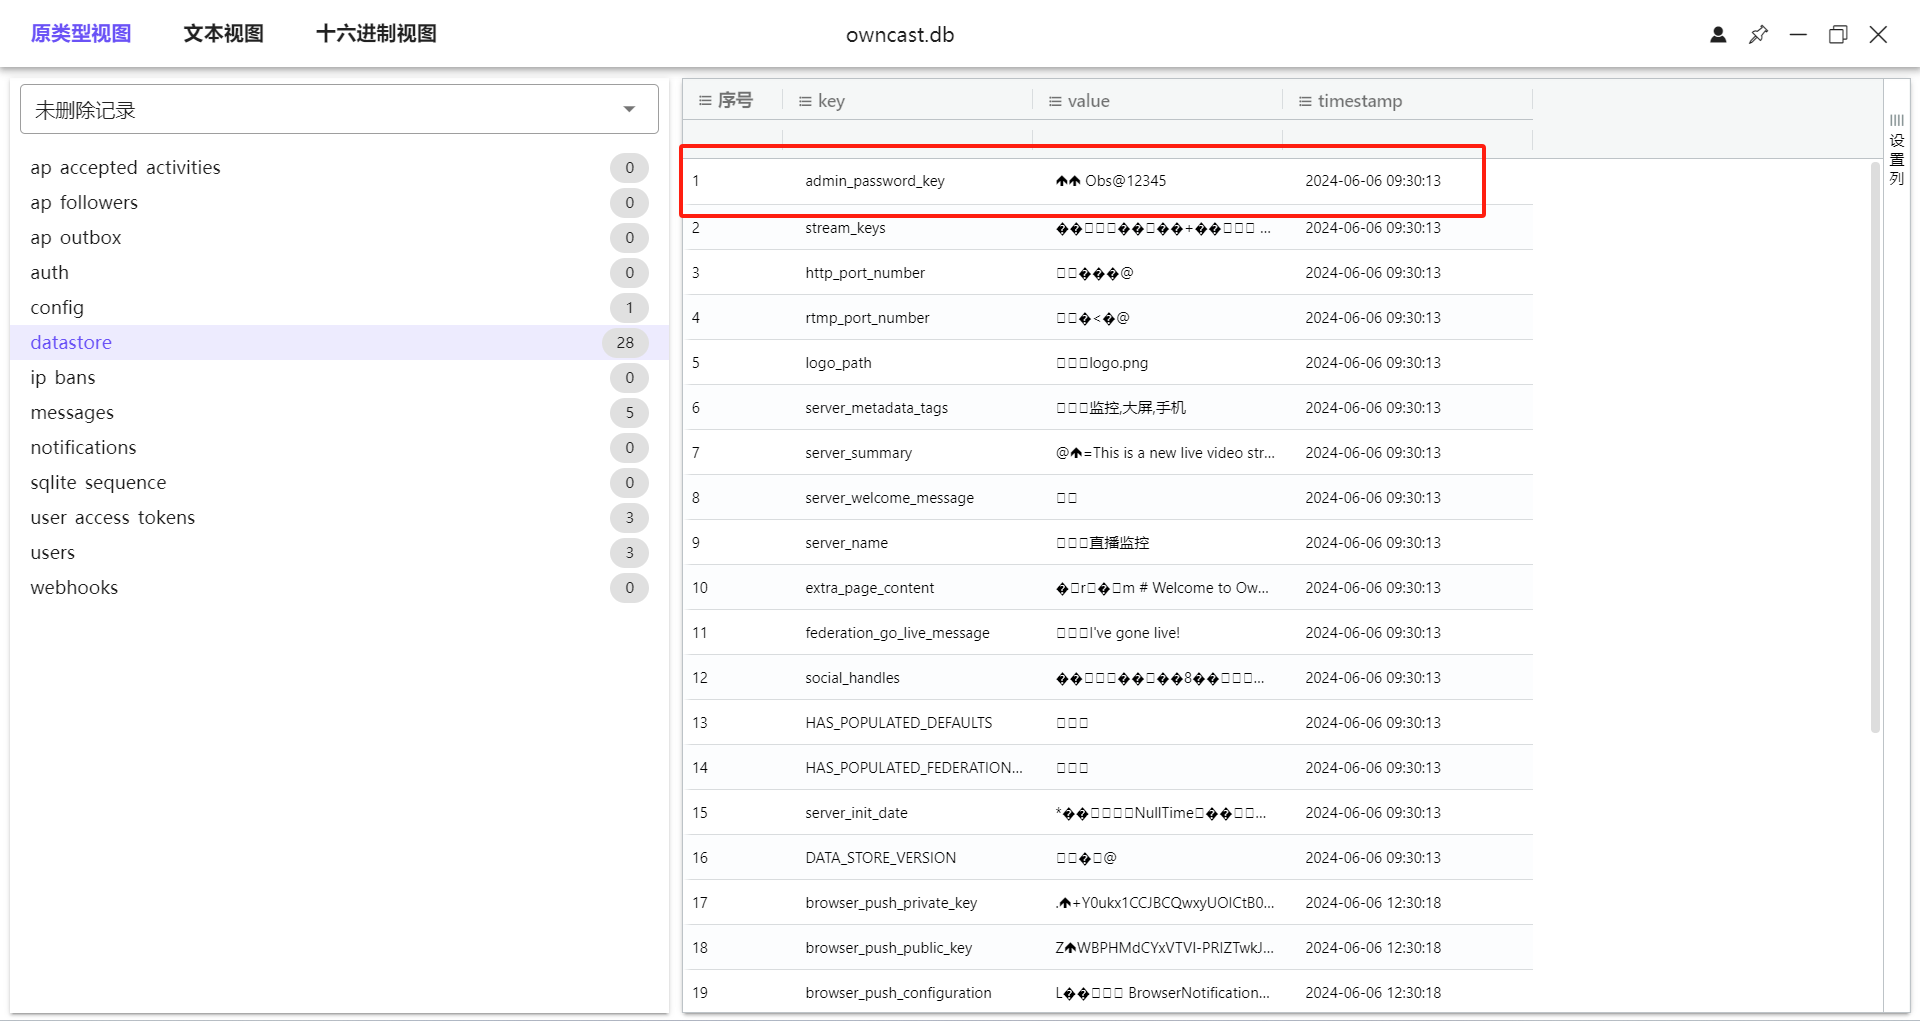 原类型视图 文本视图 十六进制视图 owncast.db
未删除记录
ap accepted activities 0
ap followers 0
ap outbox 0
auth 0
config 1
datastore 28
ip bans 0
messages 5
notifications 0
sqlite sequence 0
user access tokens 3
users 3
webhooks 0
序号 key value timestamp
1 admin_password_key Obs@12345 2024-06-06 09:30:13
2 stream_keys ��□□□��□��+��□□□ ... 2024-06-06 09:30:13
3 http_port_number □□���@ 2024-06-06 09:30:13
4 rtmp_port_number □□�<�@ 2024-06-06 09:30:13
5 logo_path □□□logo.png 2024-06-06 09:30:13
6 server_metadata_tags □□□监控,大屏,手机 2024-06-06 09:30:13
7 server_summary @=This is a new live video str... 2024-06-06 09:30:13
8 server_welcome_message □□ 2024-06-06 09:30:13
9 server_name □□□直播监控 2024-06-06 09:30:13
10 extra_page_content �□r□�□m # Welcome to Ow... 2024-06-06 09:30:13
11 federation_go_live_message □□□I've gone live! 2024-06-06 09:30:13
12 social_handles ��□□□��□��8��□□□... 2024-06-06 09:30:13
13 HAS_POPULATED_DEFAULTS □□□ 2024-06-06 09:30:13
14 HAS_POPULATED_FEDERATION... □□□ 2024-06-06 09:30:13
15 server_init_date *��□□□□NullTime□��□□... 2024-06-06 09:30:13
16 DATA_STORE_VERSION □□�□@ 2024-06-06 09:30:13
17 browser_push_private_key .+Y0ukx1CCJBCQwxyUOICtB0... 2024-06-06 12:30:18
18 browser_push_public_key ZWBPHMdCYxVTVI-PRIZTwkJ... 2024-06-06 12:30:18
19 browser_push_configuration L��□□□ BrowserNotification... 2024-06-06 12:30:18
设置列